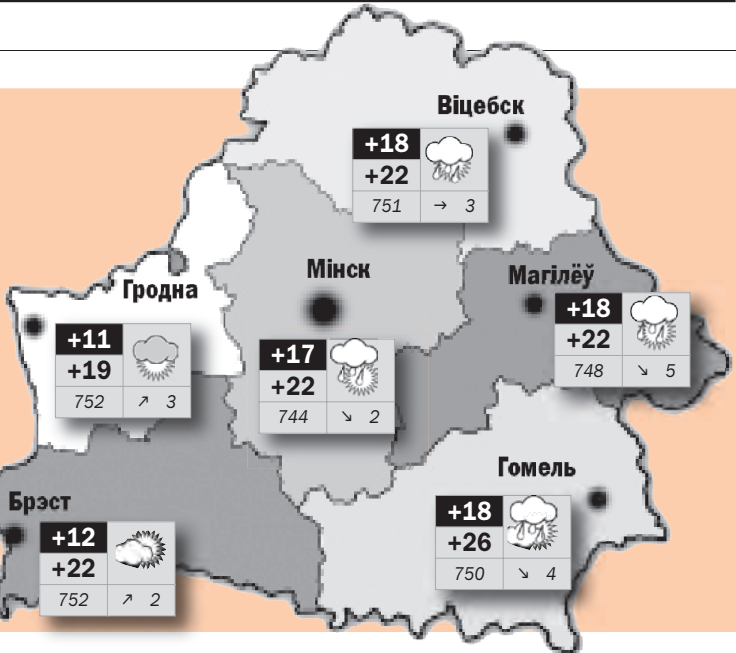 Віцебск
+18
+22
751 → 3
Мінск
+17
+22
744 ↘ 2
Магілёў
+18
+22
748 ↘ 5
Гродна
+11
+19
752 ↗ 3
Гомель
+18
+26
750 ↘ 4
Брэст
+12
+22
752 ↗ 2